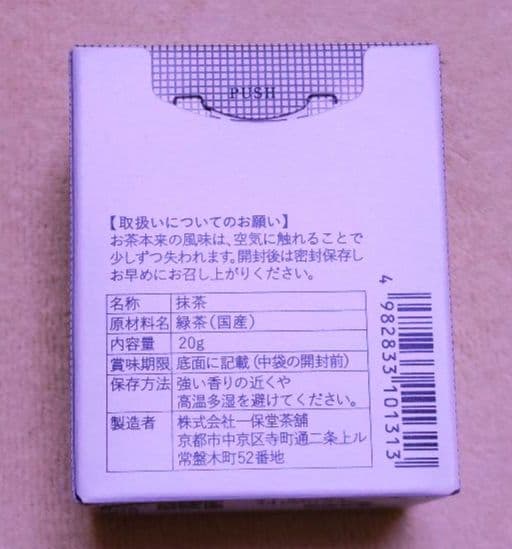 PUSH
【取扱いについてのお願い】
お茶本来の風味は、空気に触れることで
少しずつ失われます。開封後は密封保存し
お早めにお召し上がりください。
名称 抹茶
原材料名 緑茶(国産)
内容量 20g
賞味期限 底面に記載(中袋の開封前)
保存方法 強い香りの近くや
高温多湿を避けてください。
製造者 株式会社一保堂茶舗
京都市中京区寺町通二条上ル
常盤木町52番地
4 982833 101313